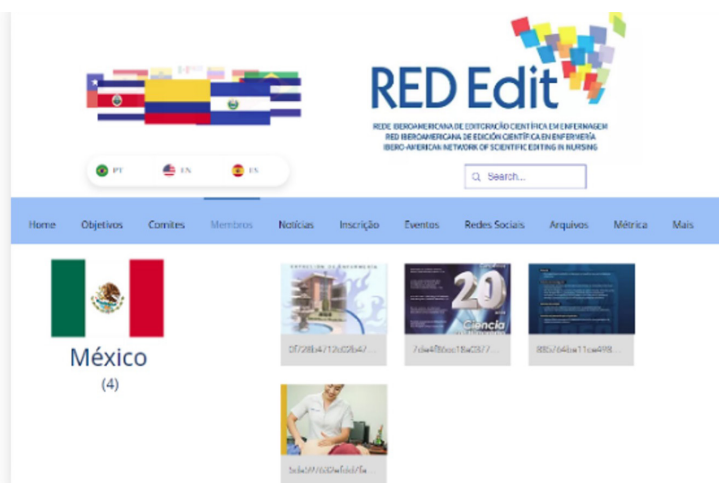 RED Edit
REDE IBEROAMERICANA DE EDITORAÇÃO CIENTÍFICA EM ENFERMAGEM
RED IBEROAMERICANA DE EDICIÓN CIENTÍFICA EN ENFERMERÍA
IBERO-AMERICAN NETWORK OF SCIENTIFIC EDITING IN NURSING
PT EN ES
Search...
Home Objetivos Comites Membros Notícias Inscrição Eventos Redes Sociais Arquivos Métrica Mais
México
(4)
20
Ciencia